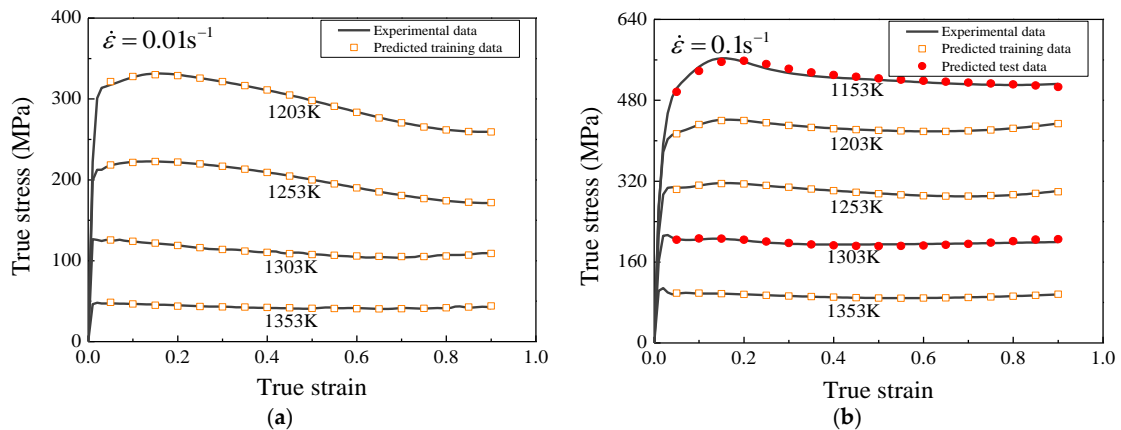 400
300
200
100
0
0.0 0.2 0.4 0.6 0.8 1.0
True stress (MPa)
True strain
ε̇ = 0.01s⁻¹
Experimental data
Predicted training data
1203K
1253K
1303K
1353K
(a)
640
480
320
160
0
0.0 0.2 0.4 0.6 0.8 1.0
True stress (MPa)
True strain
ε̇ = 0.1s⁻¹
Experimental data
Predicted training data
Predicted test data
1153K
1203K
1253K
1303K
1353K
(b)